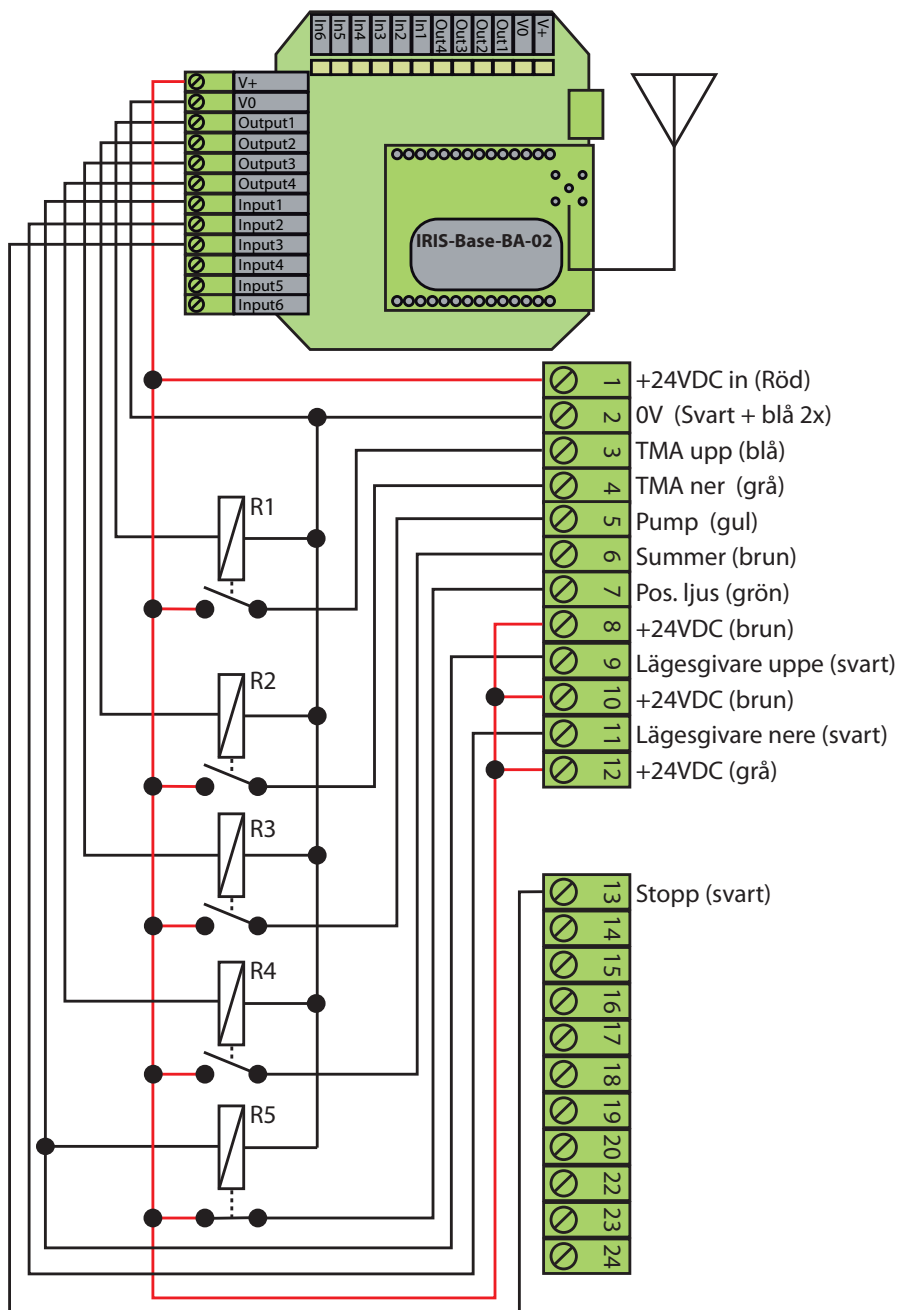 In6 In5 In4 In3 In2 In1 Out4 Out3 Out2 Out1 V0 V+
V+
V0
Output1
Output2
Output3
Output4
Input1
Input2
Input3
Input4
Input5
Input6
IRIS-Base-BA-02
1 +24VDC in (Röd)
2 0V (Svart + blå 2x)
3 TMA upp (blå)
4 TMA ner (grå)
5 Pump (gul)
6 Summer (brun)
7 Pos. ljus (grön)
8 +24VDC (brun)
9 Lägesgivare uppe (svart)
10 +24VDC (brun)
11 Lägesgivare nere (svart)
12 +24VDC (grå)
R1
R2
R3
R4
R5
13 Stopp (svart)
14
15
16
17
18
19
20
22
23
24